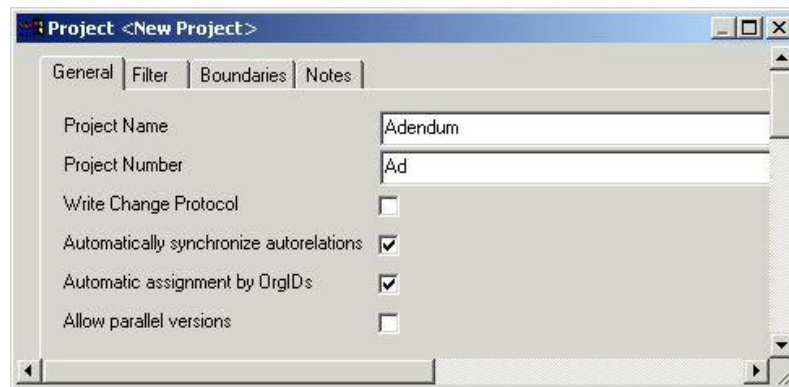 Project <New Project>
General Filter Boundaries Notes
Project Name Adendum
Project Number Ad
Write Change Protocol
Automatically synchronize autorelations
Automatic assignment by OrgIDs
Allow parallel versions